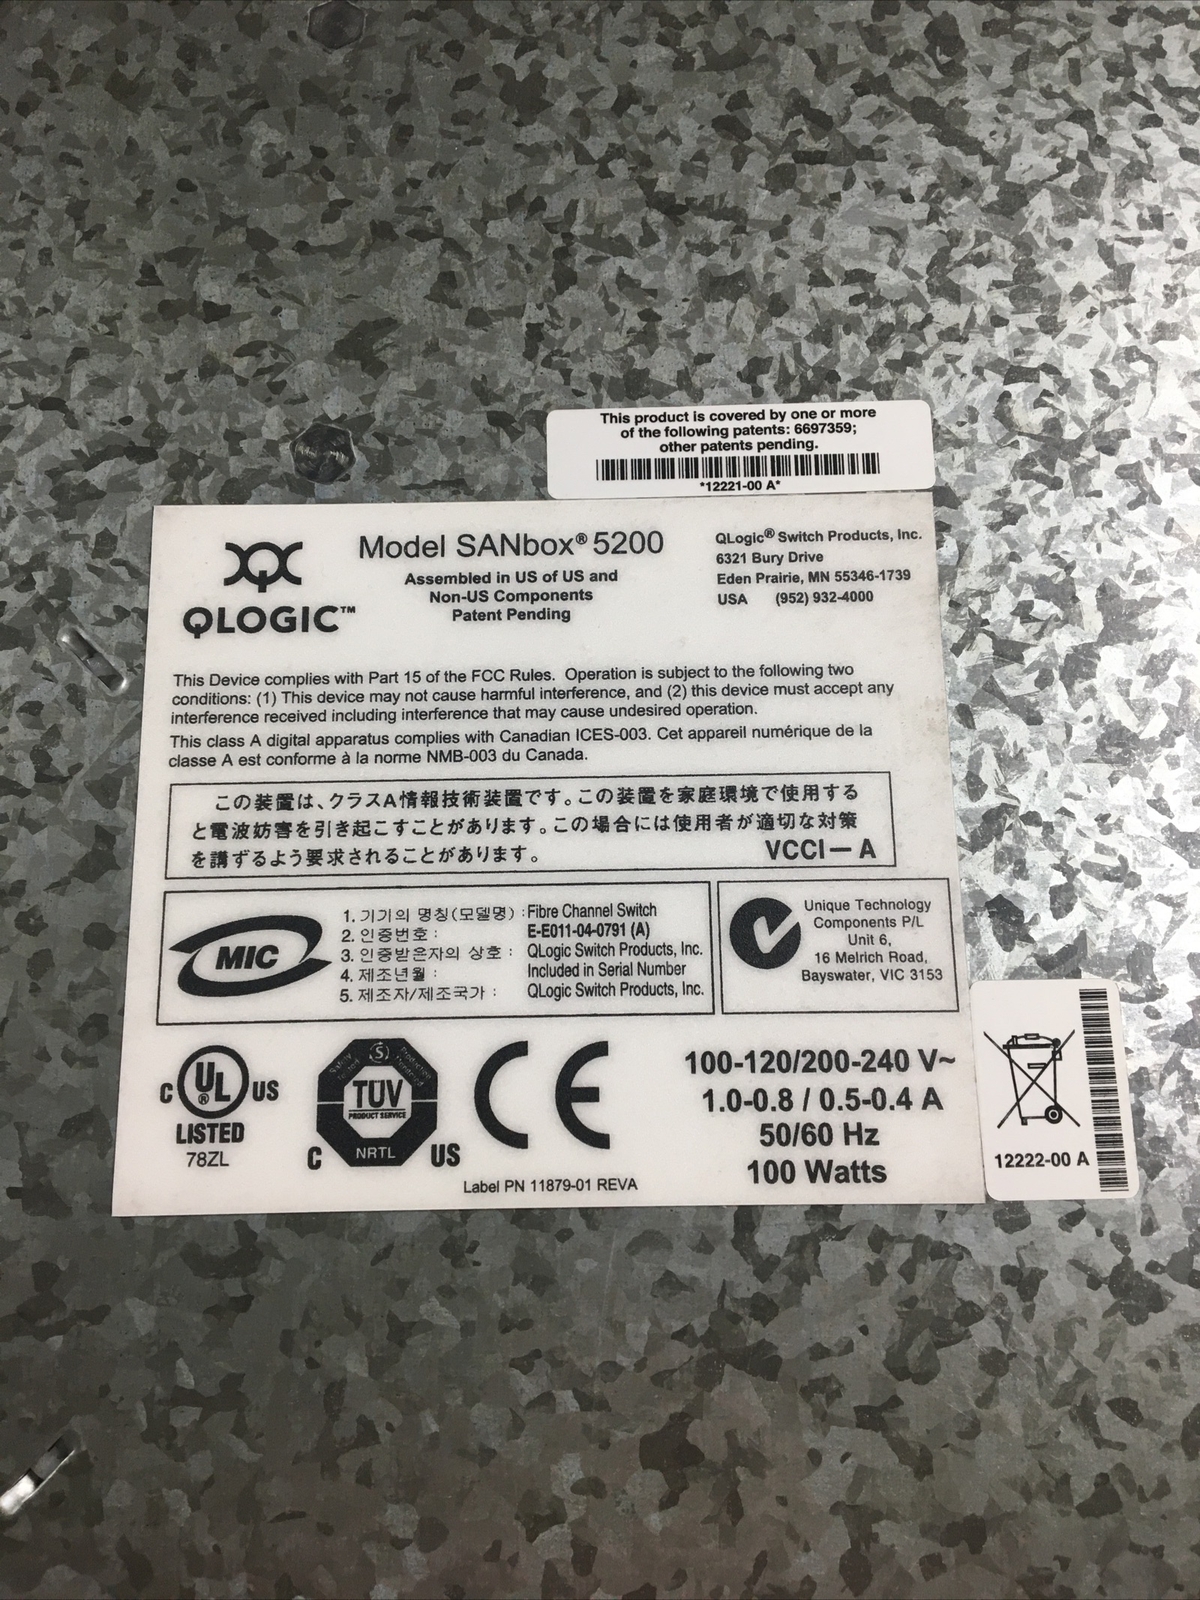 This product is covered by one or more
of the following patents: 6697359;
other patents pending.
*12221-00 A*
QLOGIC™
Model SANbox® 5200
Assembled in US of US and
Non-US Components
Patent Pending
QLogic® Switch Products, Inc.
6321 Bury Drive
Eden Prairie, MN 55346-1739
USA (952) 932-4000
This Device complies with Part 15 of the FCC Rules. Operation is subject to the following two
conditions: (1) This device may not cause harmful interference, and (2) this device must accept any
interference received including interference that may cause undesired operation.
This class A digital apparatus complies with Canadian ICES-003. Cet appareil numérique de la
classe A est conforme à la norme NMB-003 du Canada.
この装置は、クラスA情報技術装置です。この装置を家庭環境で使用する
と電波妨害を引き起こすことがあります。この場合には使用者が適切な対策
を講ずるよう要求されることがあります。 VCCI－A
MIC
1. 기기의 명칭(모델명) : Fibre Channel Switch
2. 인증번호 : E-E011-04-0791 (A)
3. 인증받은자의 상호 : QLogic Switch Products, Inc.
4. 제조년월 : Included in Serial Number
5. 제조자/제조국가 : QLogic Switch Products, Inc.
Unique Technology
Components P/L
Unit 6,
16 Melrich Road,
Bayswater, VIC 3153
C UL® US
LISTED
78ZL
S
TÜV
PRODUCT SERVICE
NRTL
C US
CE
100-120/200-240 V~
1.0-0.8 / 0.5-0.4 A
50/60 Hz
100 Watts
Label PN 11879-01 REVA
12222-00 A